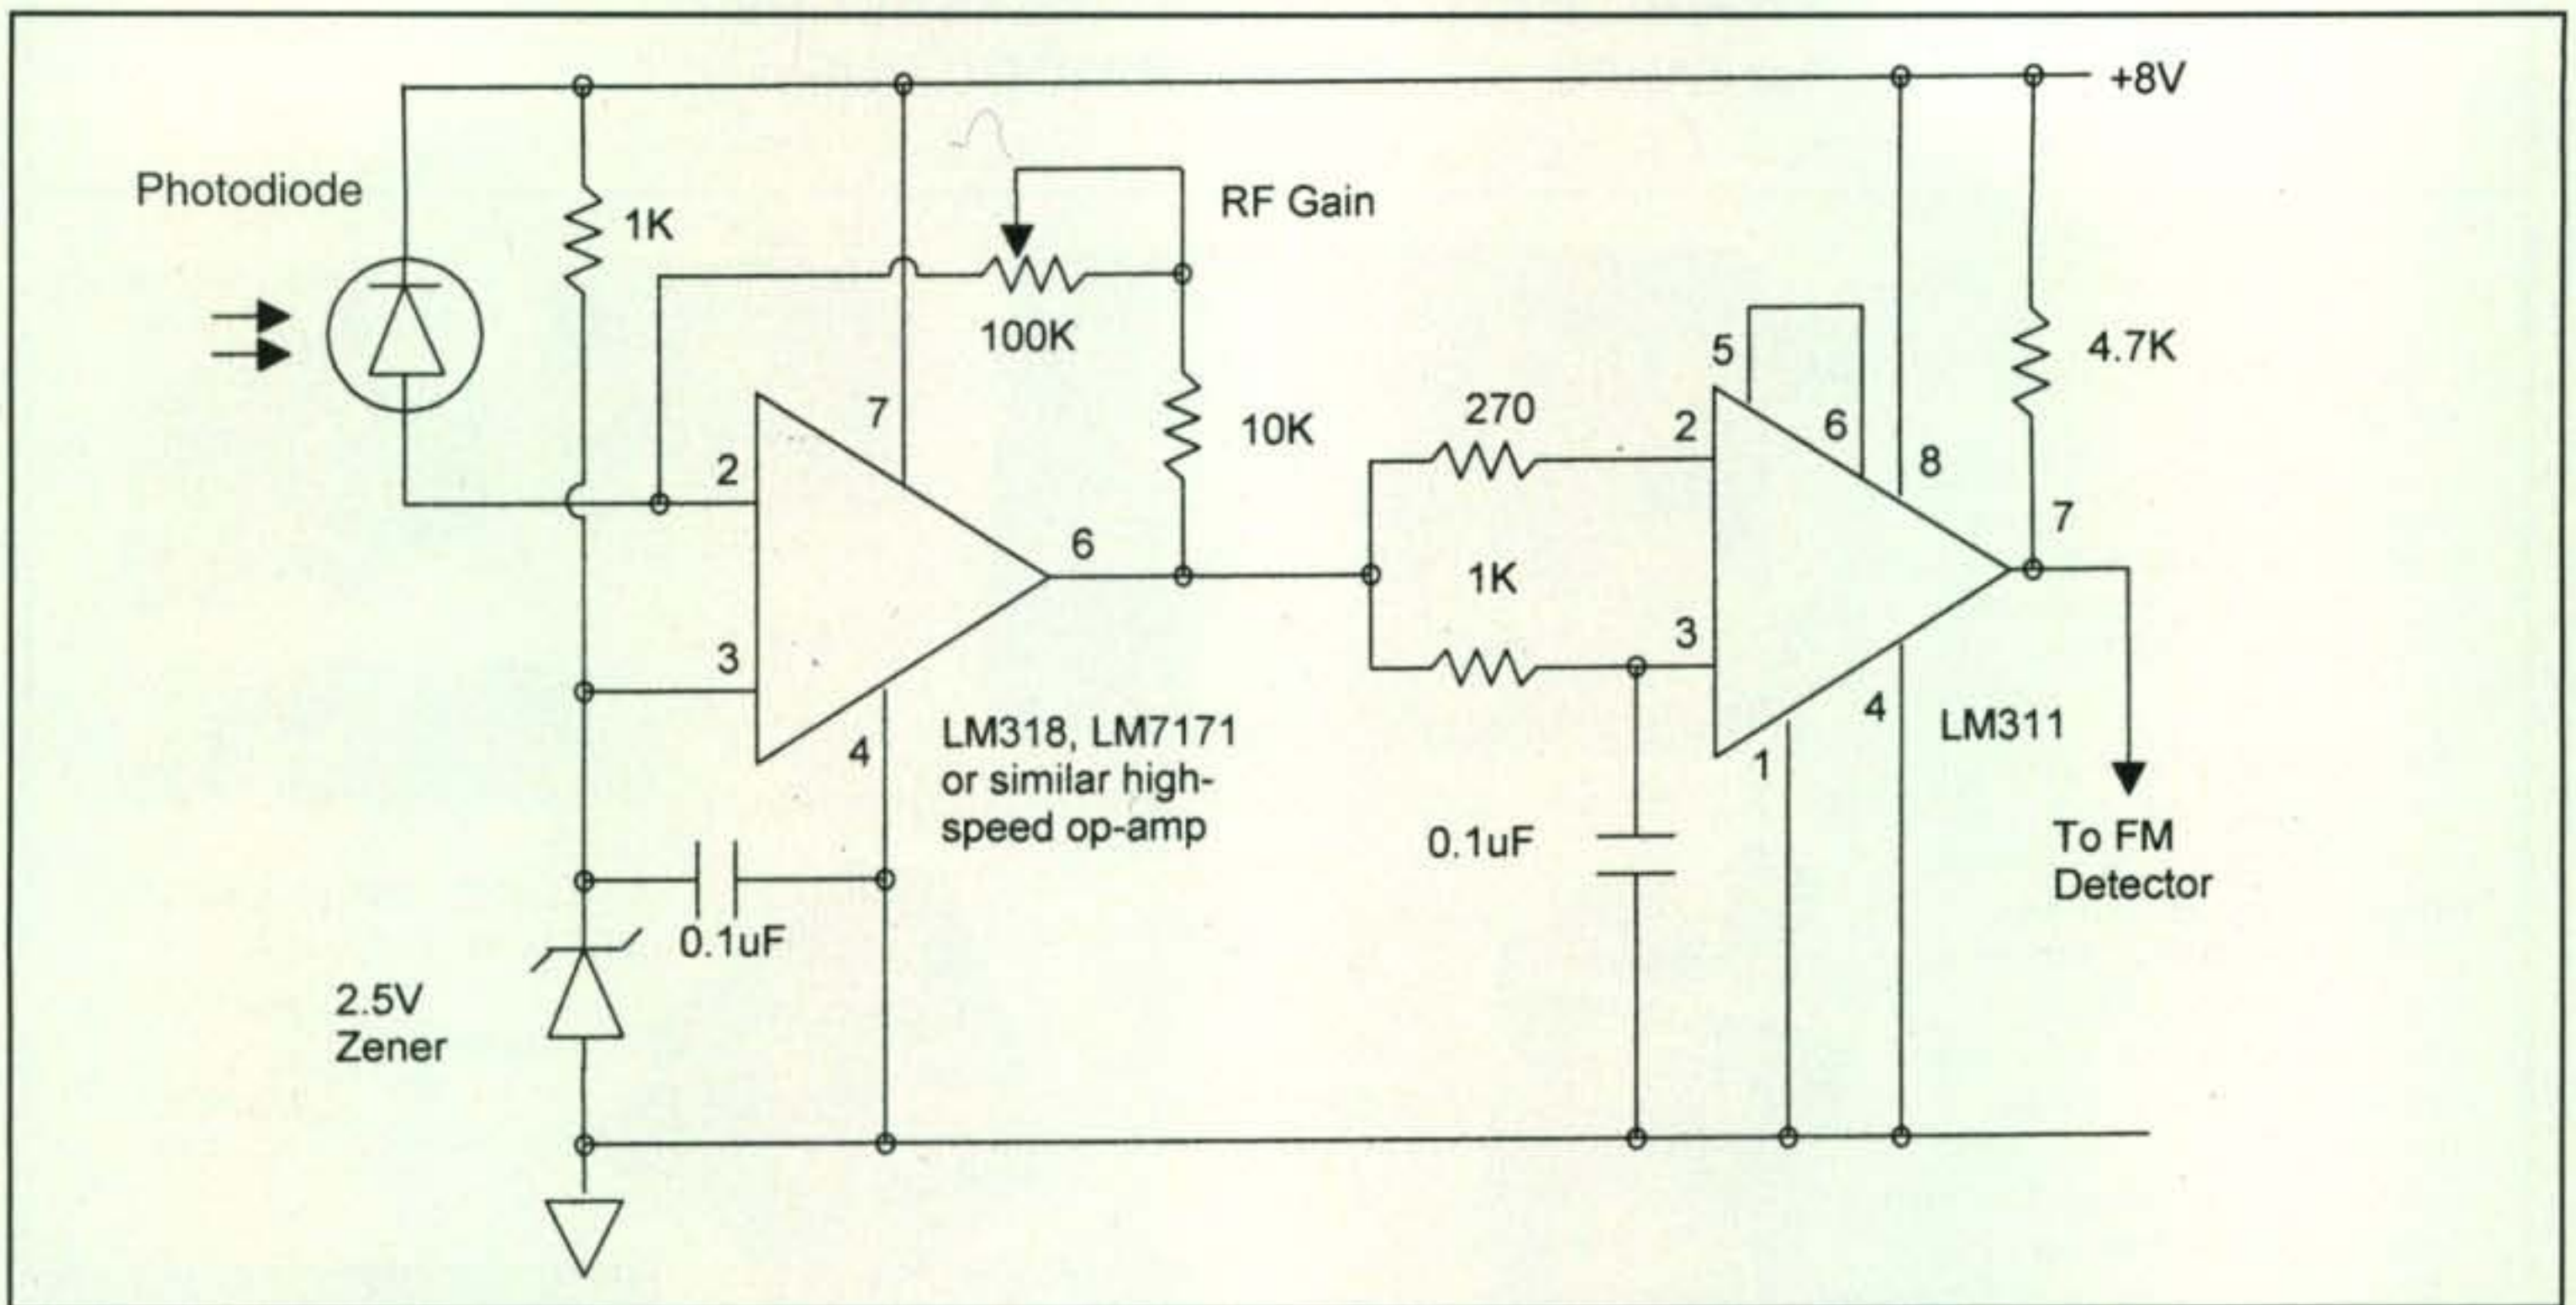 +8V
Photodiode
1K
RF Gain
100K
10K
7
2
3
4
6
LM318, LM7171
or similar high-
speed op-amp
0.1uF
2.5V
Zener
270
1K
0.1uF
5
6
2
3
8
7
4
1
4.7K
LM311
To FM
Detector